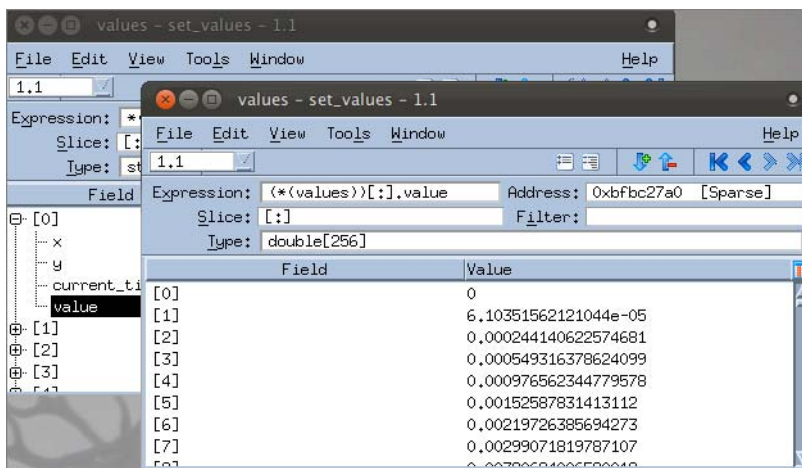 values - set_values - 1.1
File Edit View Tools Window Help
1.1
Expression:
Slice:
Type:
Field
[0]
x
y
value
[1]
[2]
[3]
values - set_values - 1.1
File Edit View Tools Window Help
1.1
Expression: (*(values))[:].value Address: 0xbfbc27a0 [Sparse]
Slice: [:] Filter:
Type: double[256]
Field Value
[0] 0
[1] 6.10351562121044e-05
[2] 0.000244140622574681
[3] 0.000549316378624099
[4] 0.000976562344779578
[5] 0.00152587831413112
[6] 0.00219726385694273
[7] 0.00299071819787107